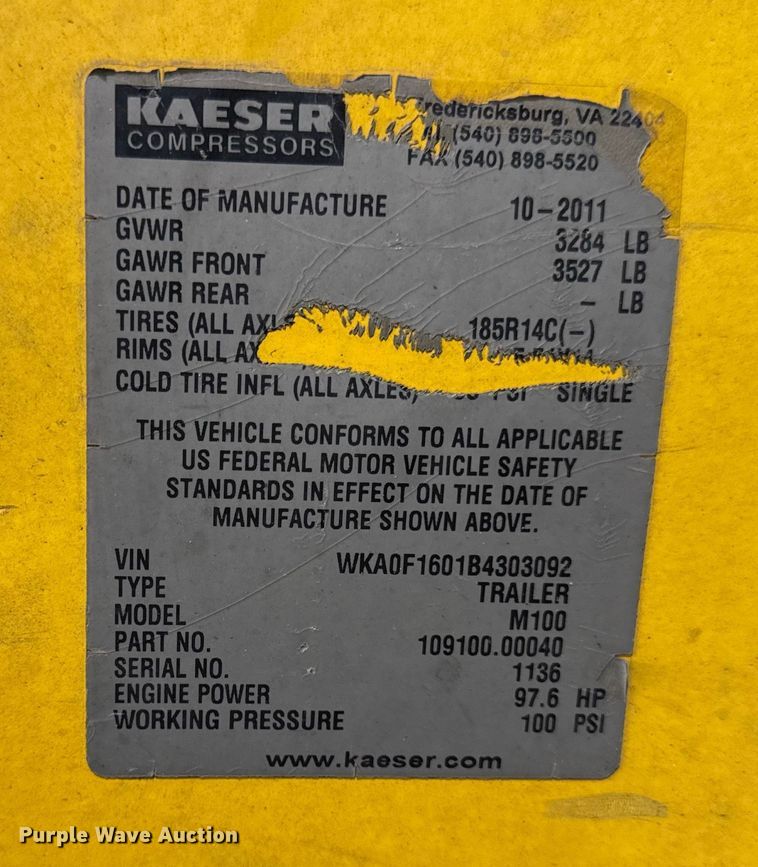 KAESER
COMPRESSORS
Fredericksburg, VA 22404
(540) 898-5500
FAX (540) 898-5520
DATE OF MANUFACTURE 10-2011
GVWR 3284 LB
GAWR FRONT 3527 LB
GAWR REAR - LB
TIRES (ALL AXLES 185R14C(-)
RIMS (ALL AX
COLD TIRE INFL (ALL AXLES) PSI SINGLE
THIS VEHICLE CONFORMS TO ALL APPLICABLE
US FEDERAL MOTOR VEHICLE SAFETY
STANDARDS IN EFFECT ON THE DATE OF
MANUFACTURE SHOWN ABOVE.
VIN WKA0F1601B4303092
TYPE TRAILER
MODEL M100
PART NO. 109100.00040
SERIAL NO. 1136
ENGINE POWER 97.6 HP
WORKING PRESSURE 100 PSI
www.kaeser.com
Purple Wave Auction